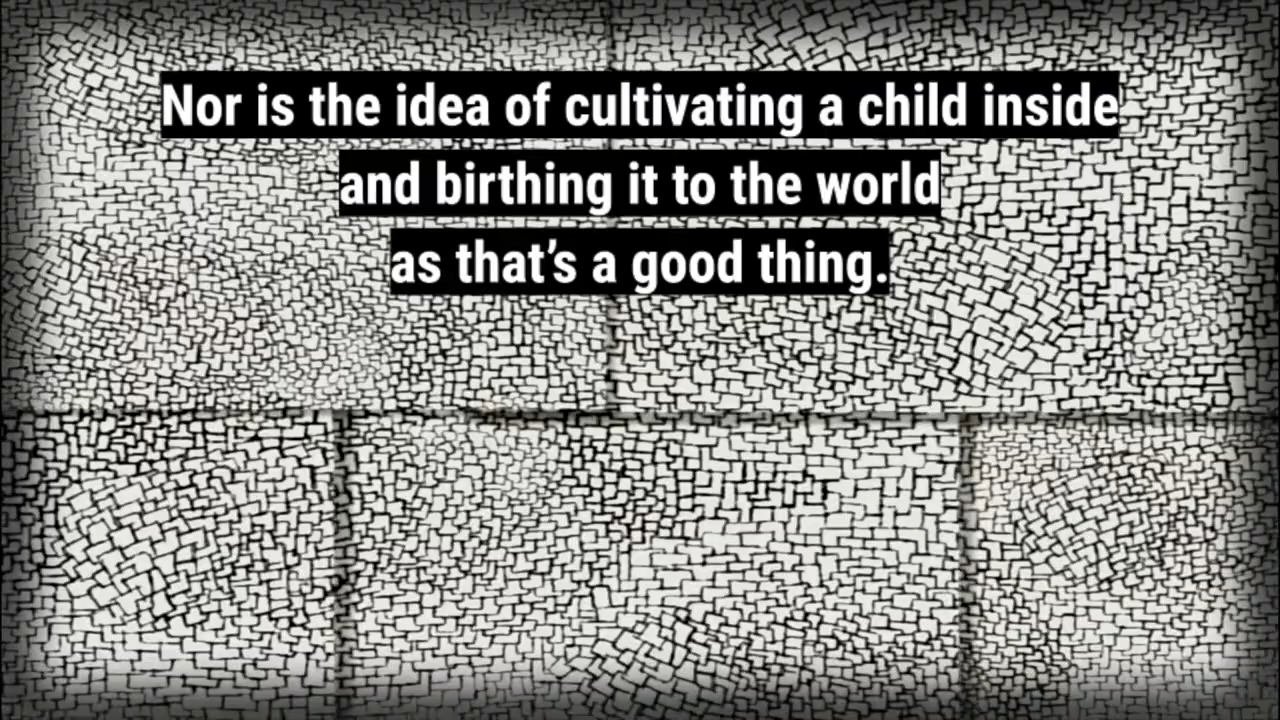 Nor is the idea of cultivating a child inside
and birthing it to the world
as that’s a good thing.